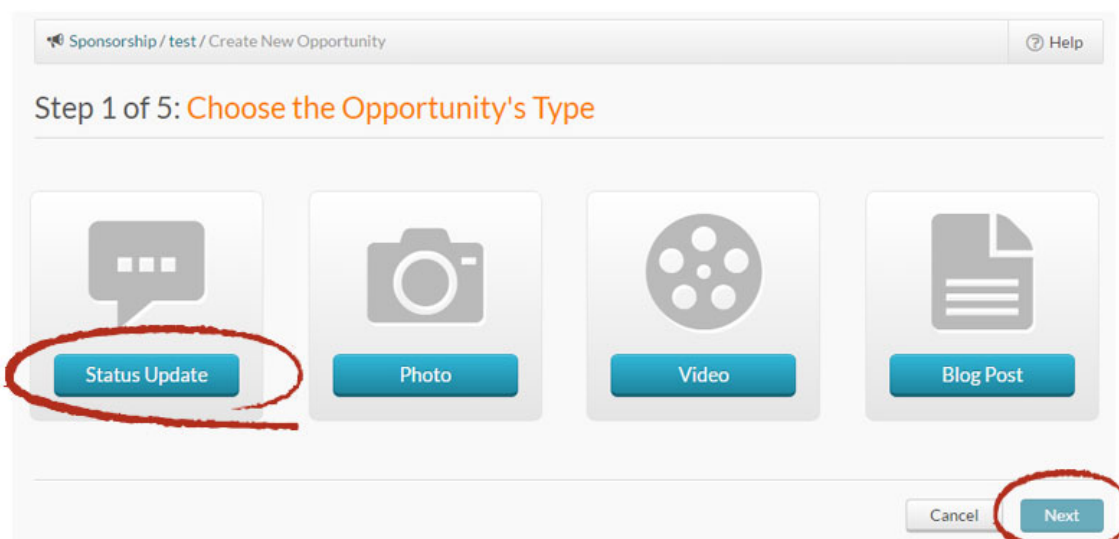 Sponsorship / test / Create New Opportunity
Help
Step 1 of 5: Choose the Opportunity's Type
Status Update
Photo
Video
Blog Post
Cancel
Next